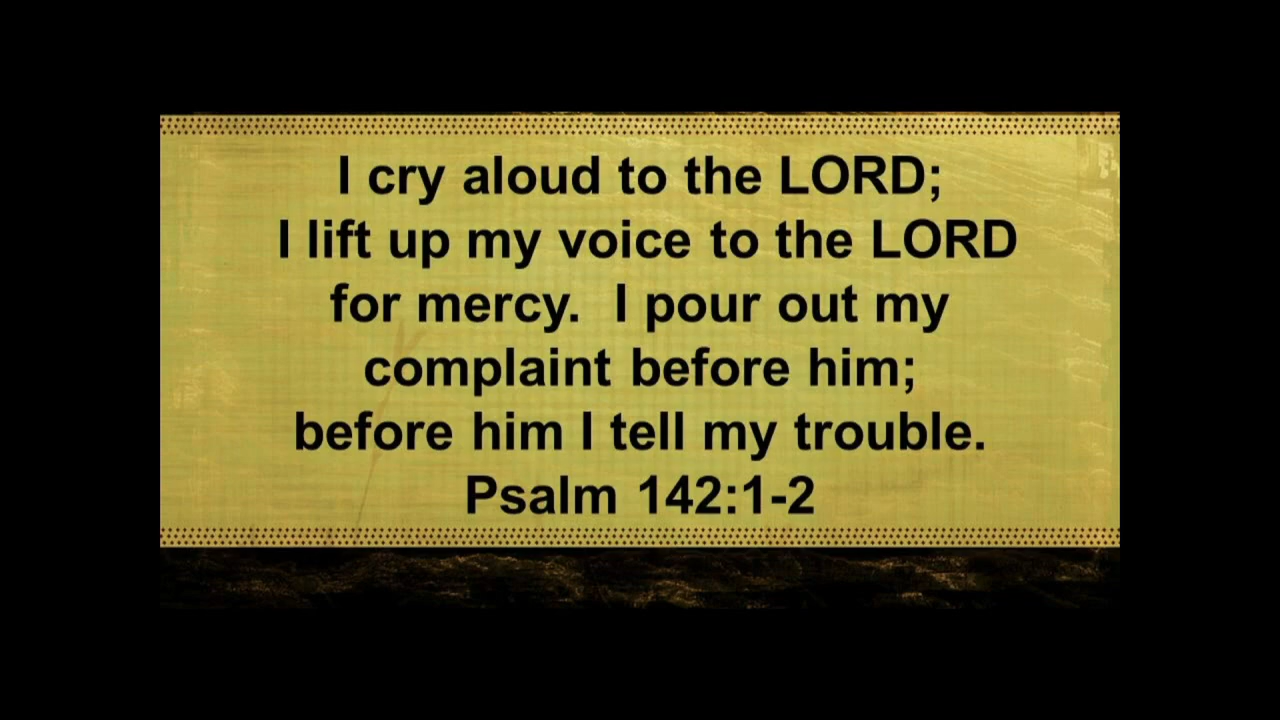 I cry aloud to the LORD;
I lift up my voice to the LORD
for mercy.  I pour out my
complaint before him;
before him I tell my trouble.
Psalm 142:1-2